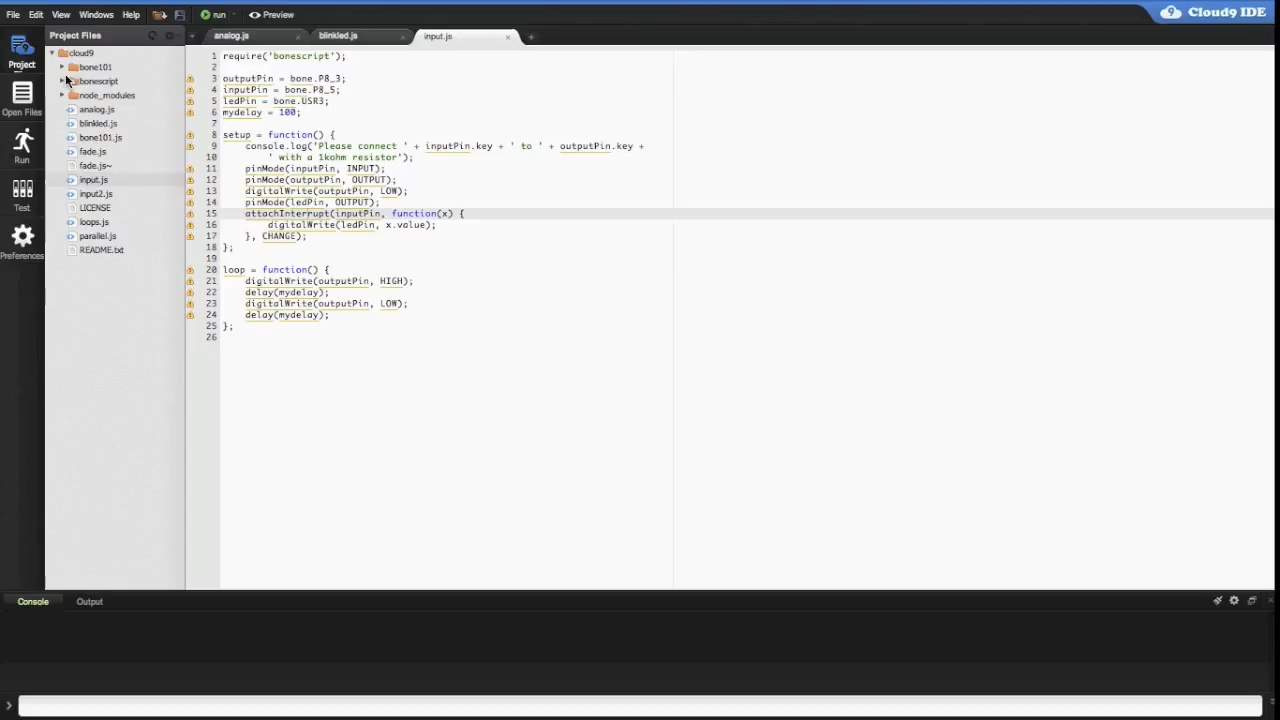 File Edit View Windows Help run Preview Cloud9 IDE
Project Files analog.js blinkled.js input.js
Project
Open Files
Run
Test
Preferences
cloud9
bone101
bonescript
node_modules
analog.js
blinkled.js
bone101.js
fade.js
fade.js~
input.js
input2.js
LICENSE
loops.js
parallel.js
README.txt
1 require('bonescript');
2
3 outputPin = bone.P8_3;
4 inputPin = bone.P8_5;
5 ledPin = bone.USR3;
6 mydelay = 100;
7
8 setup = function() {
9 console.log('Please connect ' + inputPin.key + ' to ' + outputPin.key +
10 ' with a 1kohm resistor');
11 pinMode(inputPin, INPUT);
12 pinMode(outputPin, OUTPUT);
13 digitalWrite(outputPin, LOW);
14 pinMode(ledPin, OUTPUT);
15 attachInterrupt(inputPin, function(x) {
16 digitalWrite(ledPin, x.value);
17 }, CHANGE);
18 };
19
20 loop = function() {
21 digitalWrite(outputPin, HIGH);
22 delay(mydelay);
23 digitalWrite(outputPin, LOW);
24 delay(mydelay);
25 };
26
Console Output